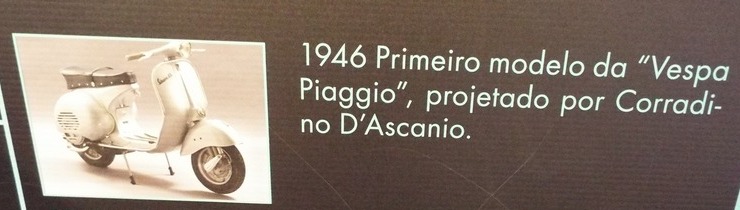 1946 Primeiro modelo da “Vespa
Piaggio”, projetado por Corradi-
no D’Ascanio.